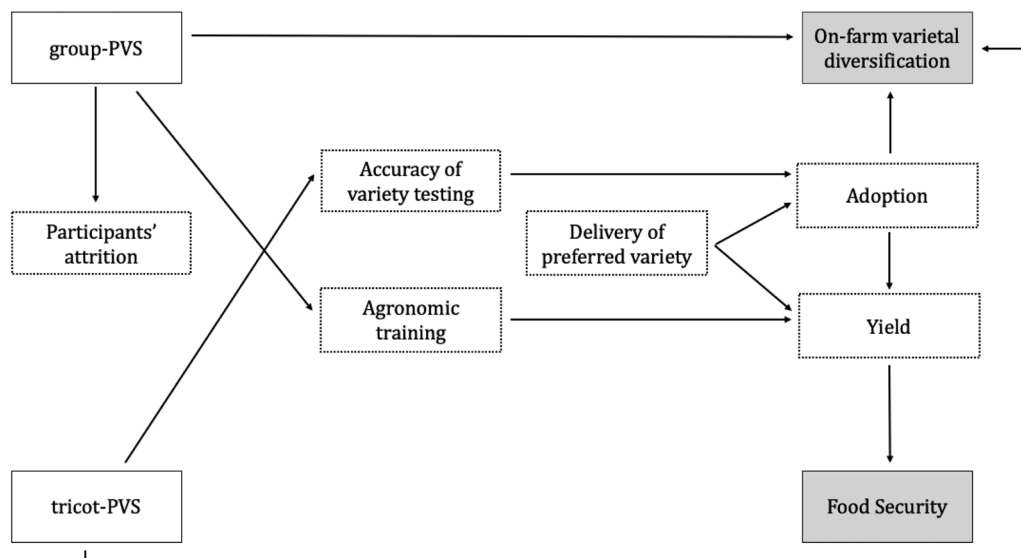 group-PVS
On-farm varietal
diversification
Accuracy of
variety testing
Adoption
Participants’
attrition
Delivery of
preferred variety
Agronomic
training
Yield
tricot-PVS
Food Security